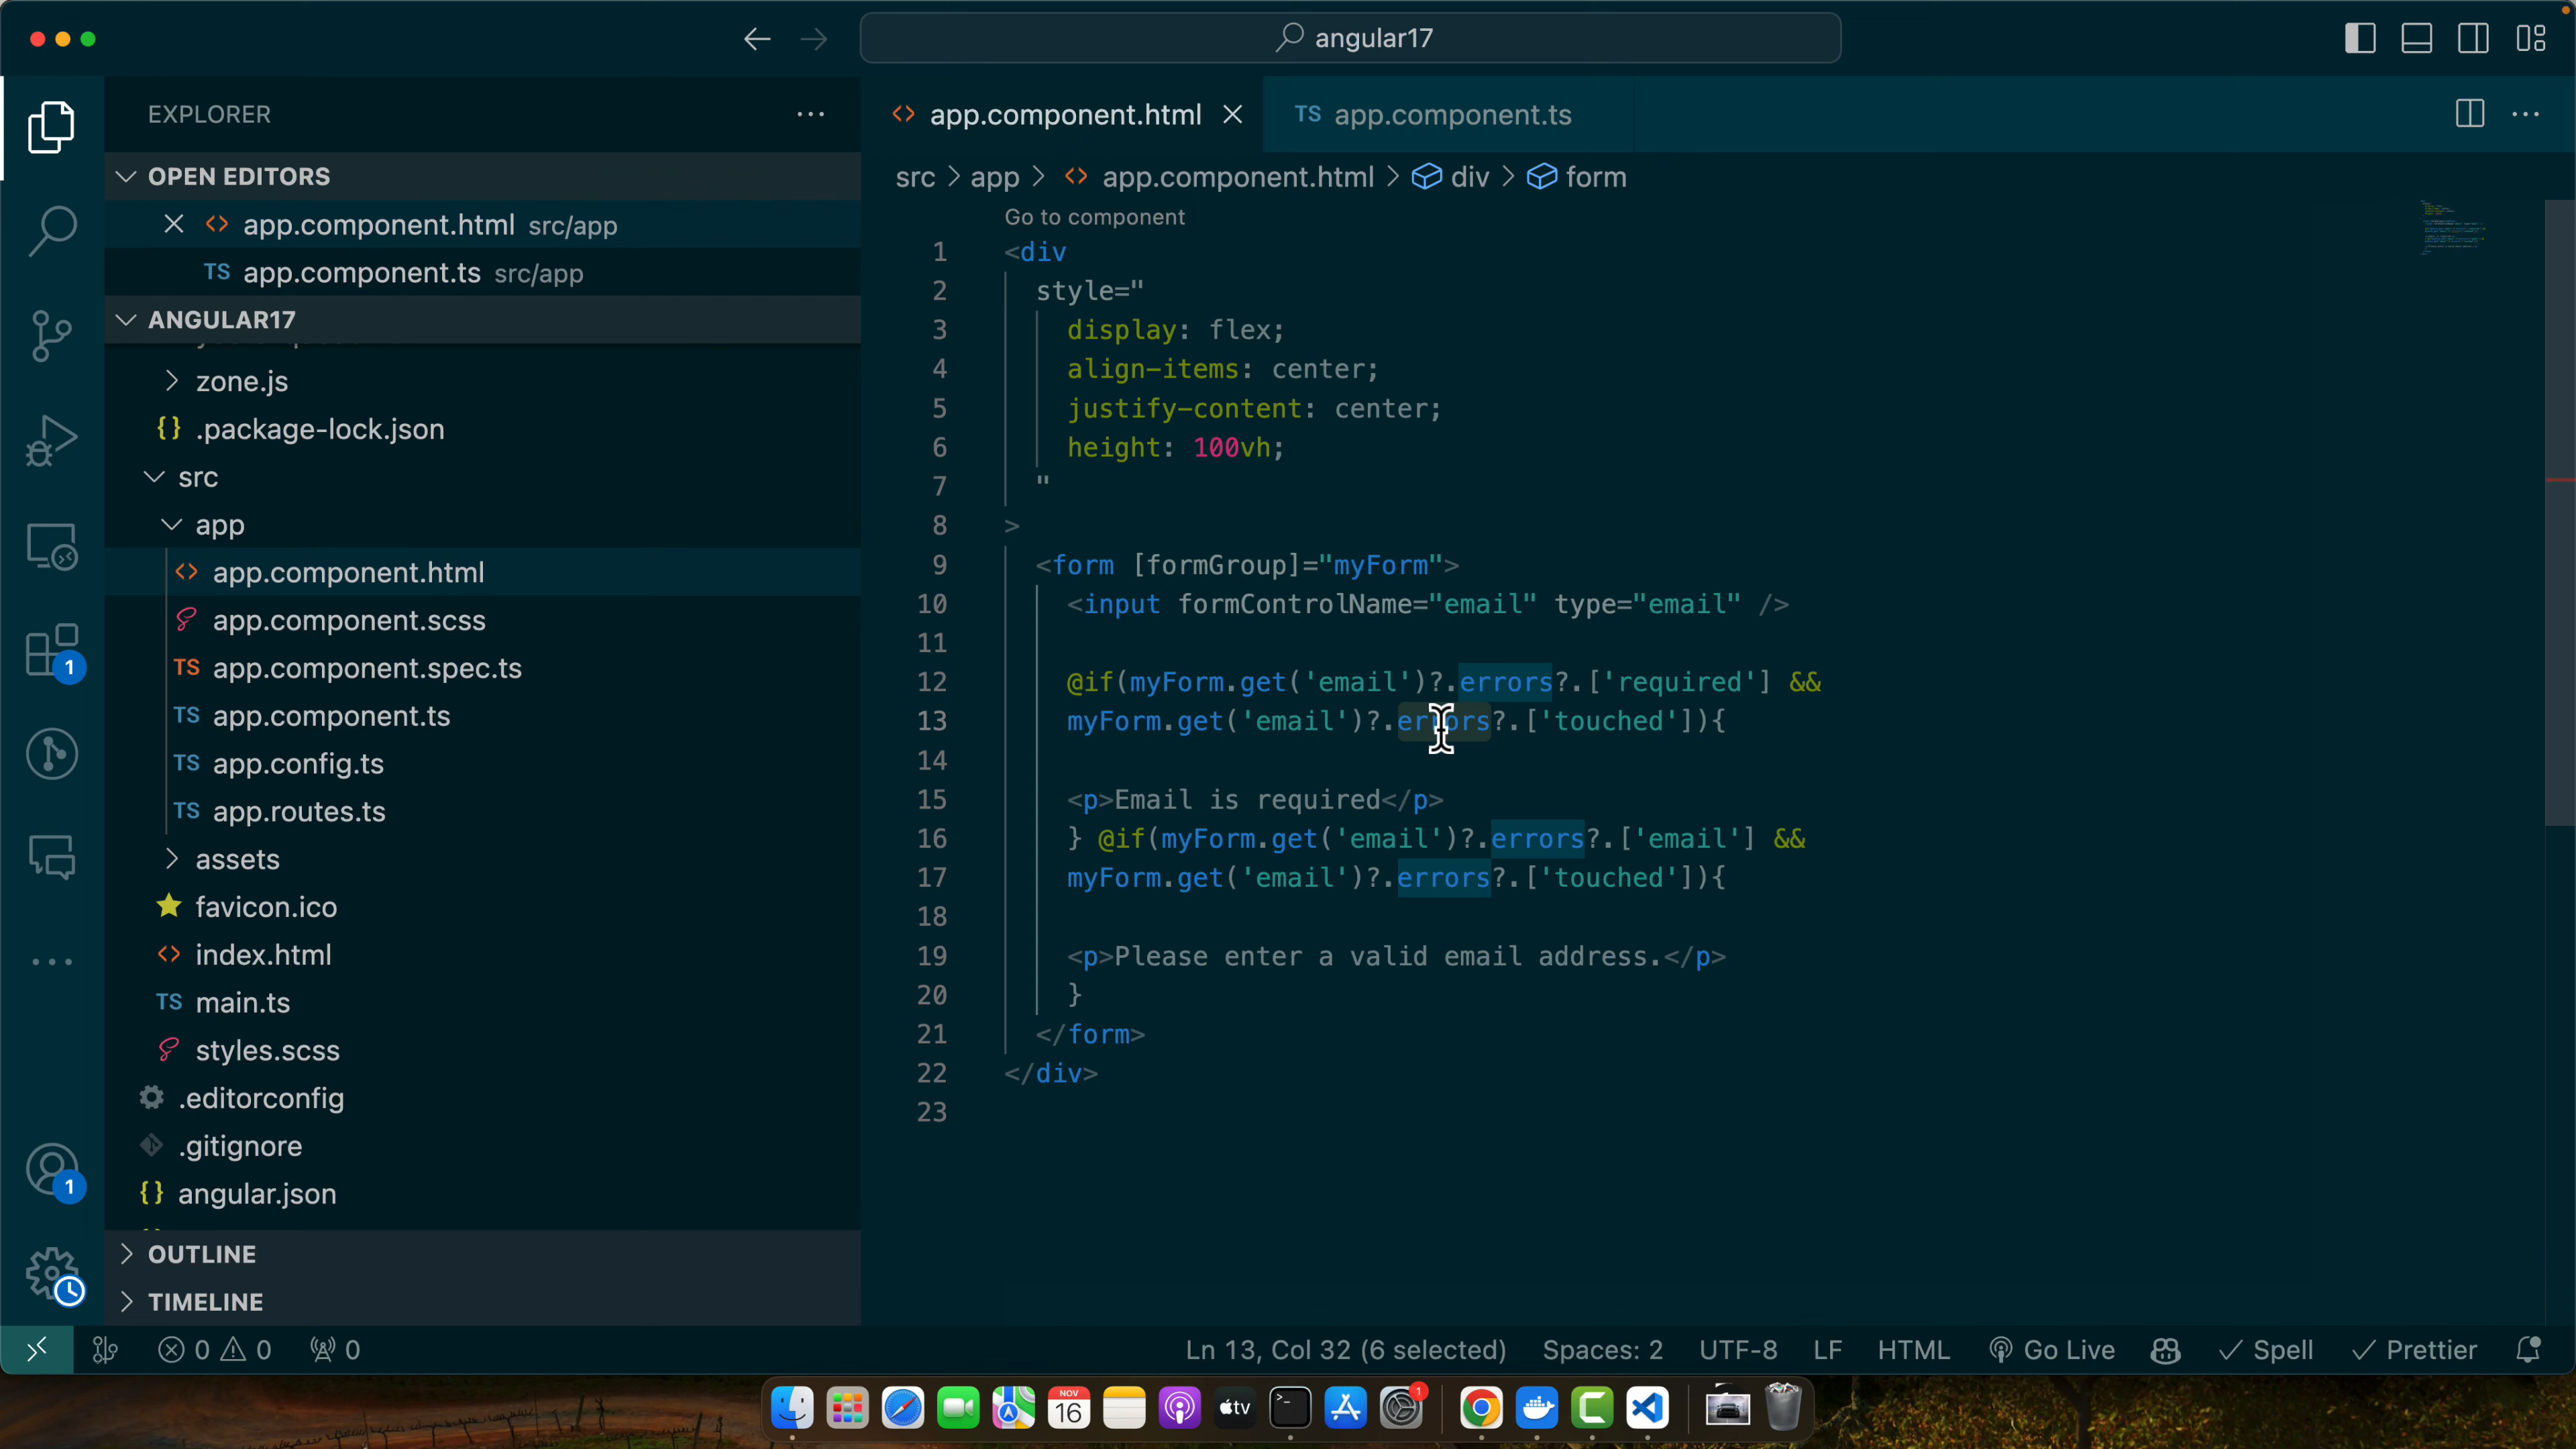 angular17
EXPLORER
OPEN EDITORS
app.component.html src/app
TS app.component.ts src/app
ANGULAR17
zone.js
{} .package-lock.json
src
app
app.component.html
app.component.scss
TS app.component.spec.ts
TS app.component.ts
TS app.config.ts
TS app.routes.ts
assets
favicon.ico
index.html
TS main.ts
styles.scss
.editorconfig
.gitignore
{} angular.json
OUTLINE
TIMELINE
1
1
app.component.html
TS app.component.ts
src > app > app.component.html > div > form
Go to component
1 <div
2 style="
3 display: flex;
4 align-items: center;
5 justify-content: center;
6 height: 100vh;
7 "
8 >
9 <form [formGroup]="myForm">
10 <input formControlName="email" type="email" />
11
12 @if(myForm.get('email')?.errors?.['required'] &&
13 myForm.get('email')?.errors?.['touched']){
14
15 <p>Email is required</p>
16 } @if(myForm.get('email')?.errors?.['email'] &&
17 myForm.get('email')?.errors?.['touched']){
18
19 <p>Please enter a valid email address.</p>
20 }
21 </form>
22 </div>
23
0 0 0
Ln 13, Col 32 (6 selected) Spaces: 2 UTF-8 LF HTML Go Live Spell Prettier
NOV
16
tv
1